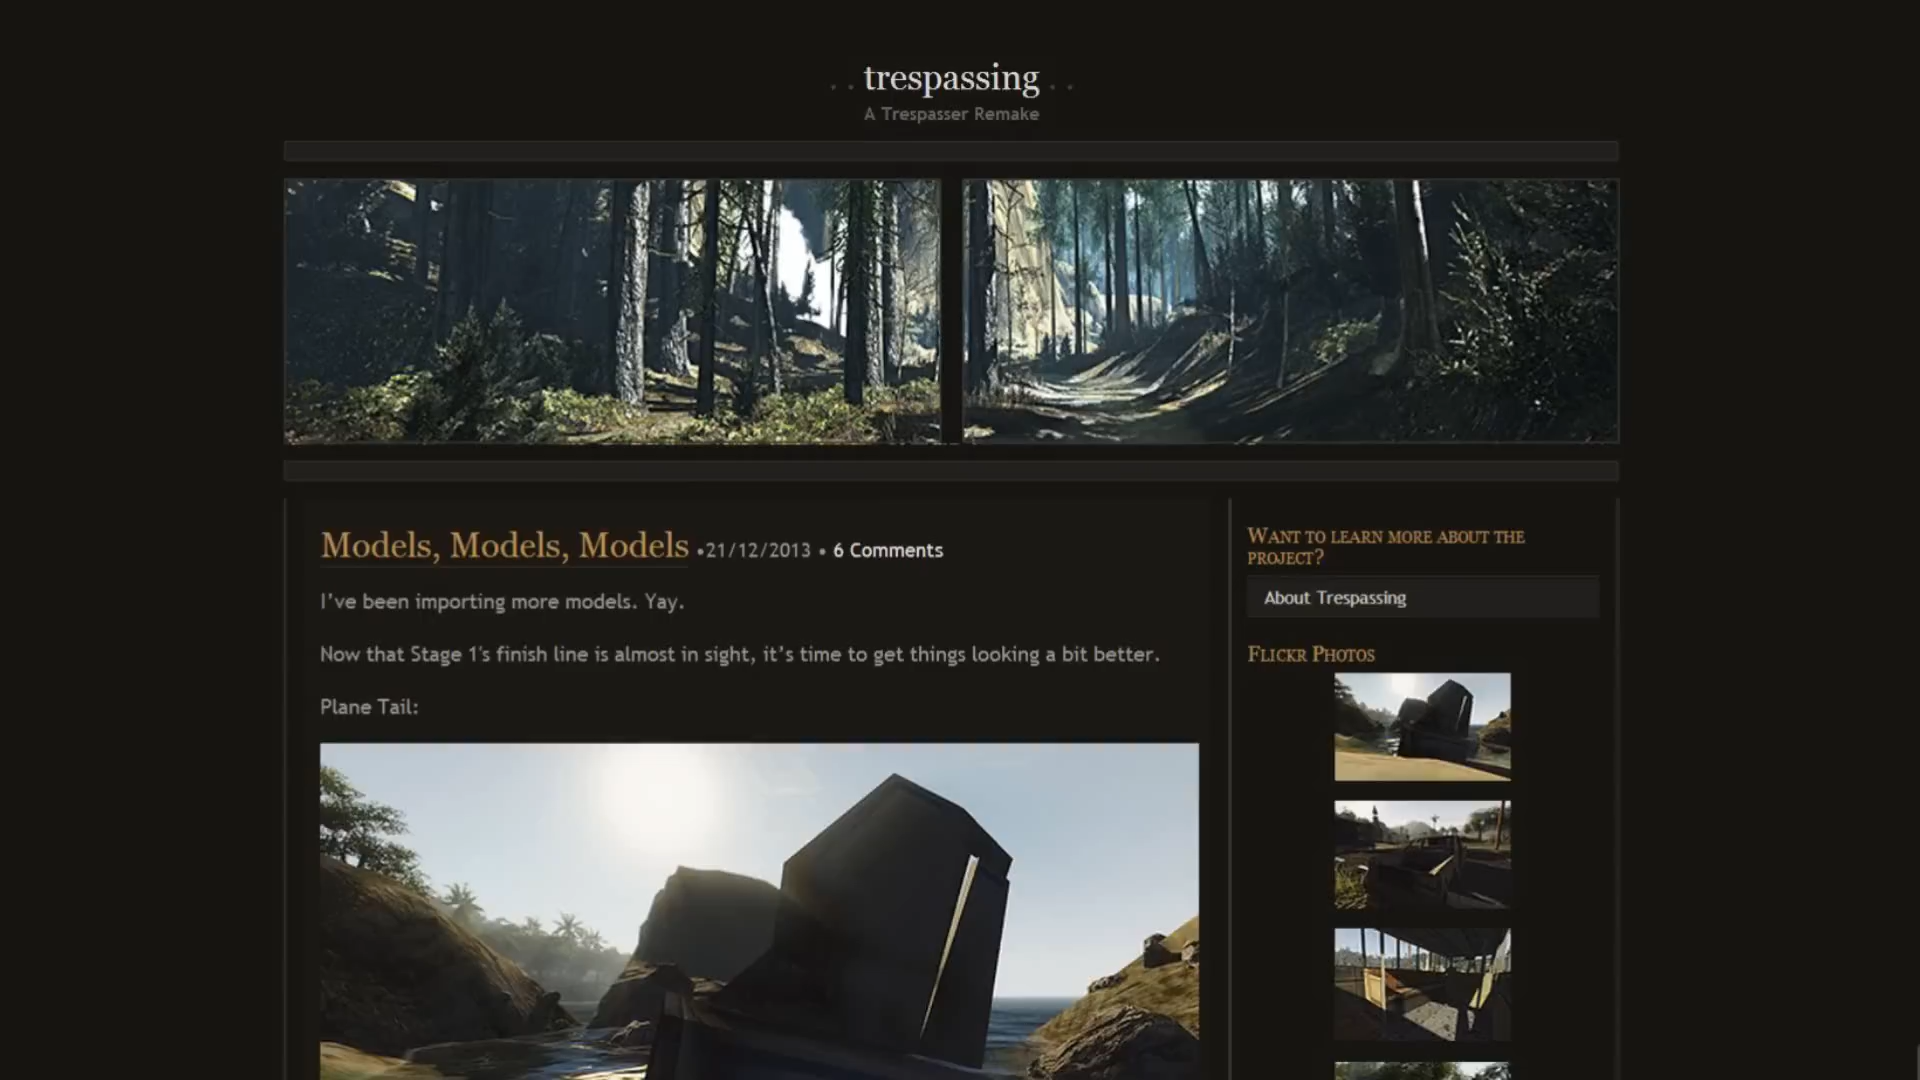 . . trespassing . .
A Trespasser Remake
Models, Models, Models •21/12/2013 • 6 Comments
I've been importing more models. Yay.
Now that Stage 1's finish line is almost in sight, it's time to get things looking a bit better.
Plane Tail:
Want to learn more about the
project?
About Trespassing
Flickr Photos